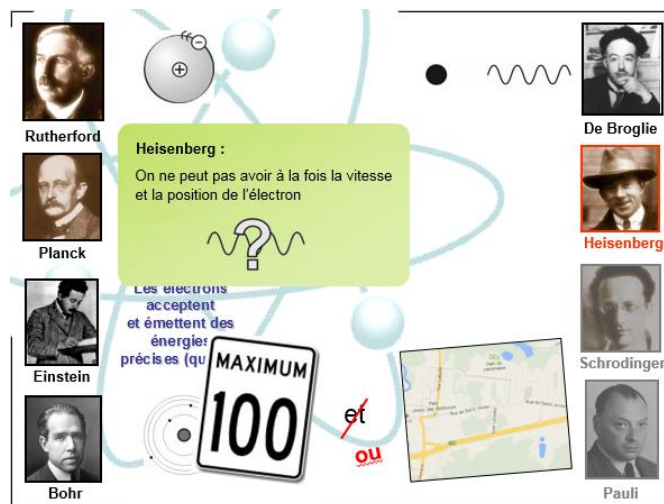 Rutherford
De Broglie
Heisenberg :
On ne peut pas avoir à la fois la vitesse
et la position de l'électron
Planck
Heisenberg
Les électrons
acceptent
et émettent des
énergies
précises (qu
Einstein
MAXIMUM
100
et
ou
Schrodinger
Bohr
Pauli